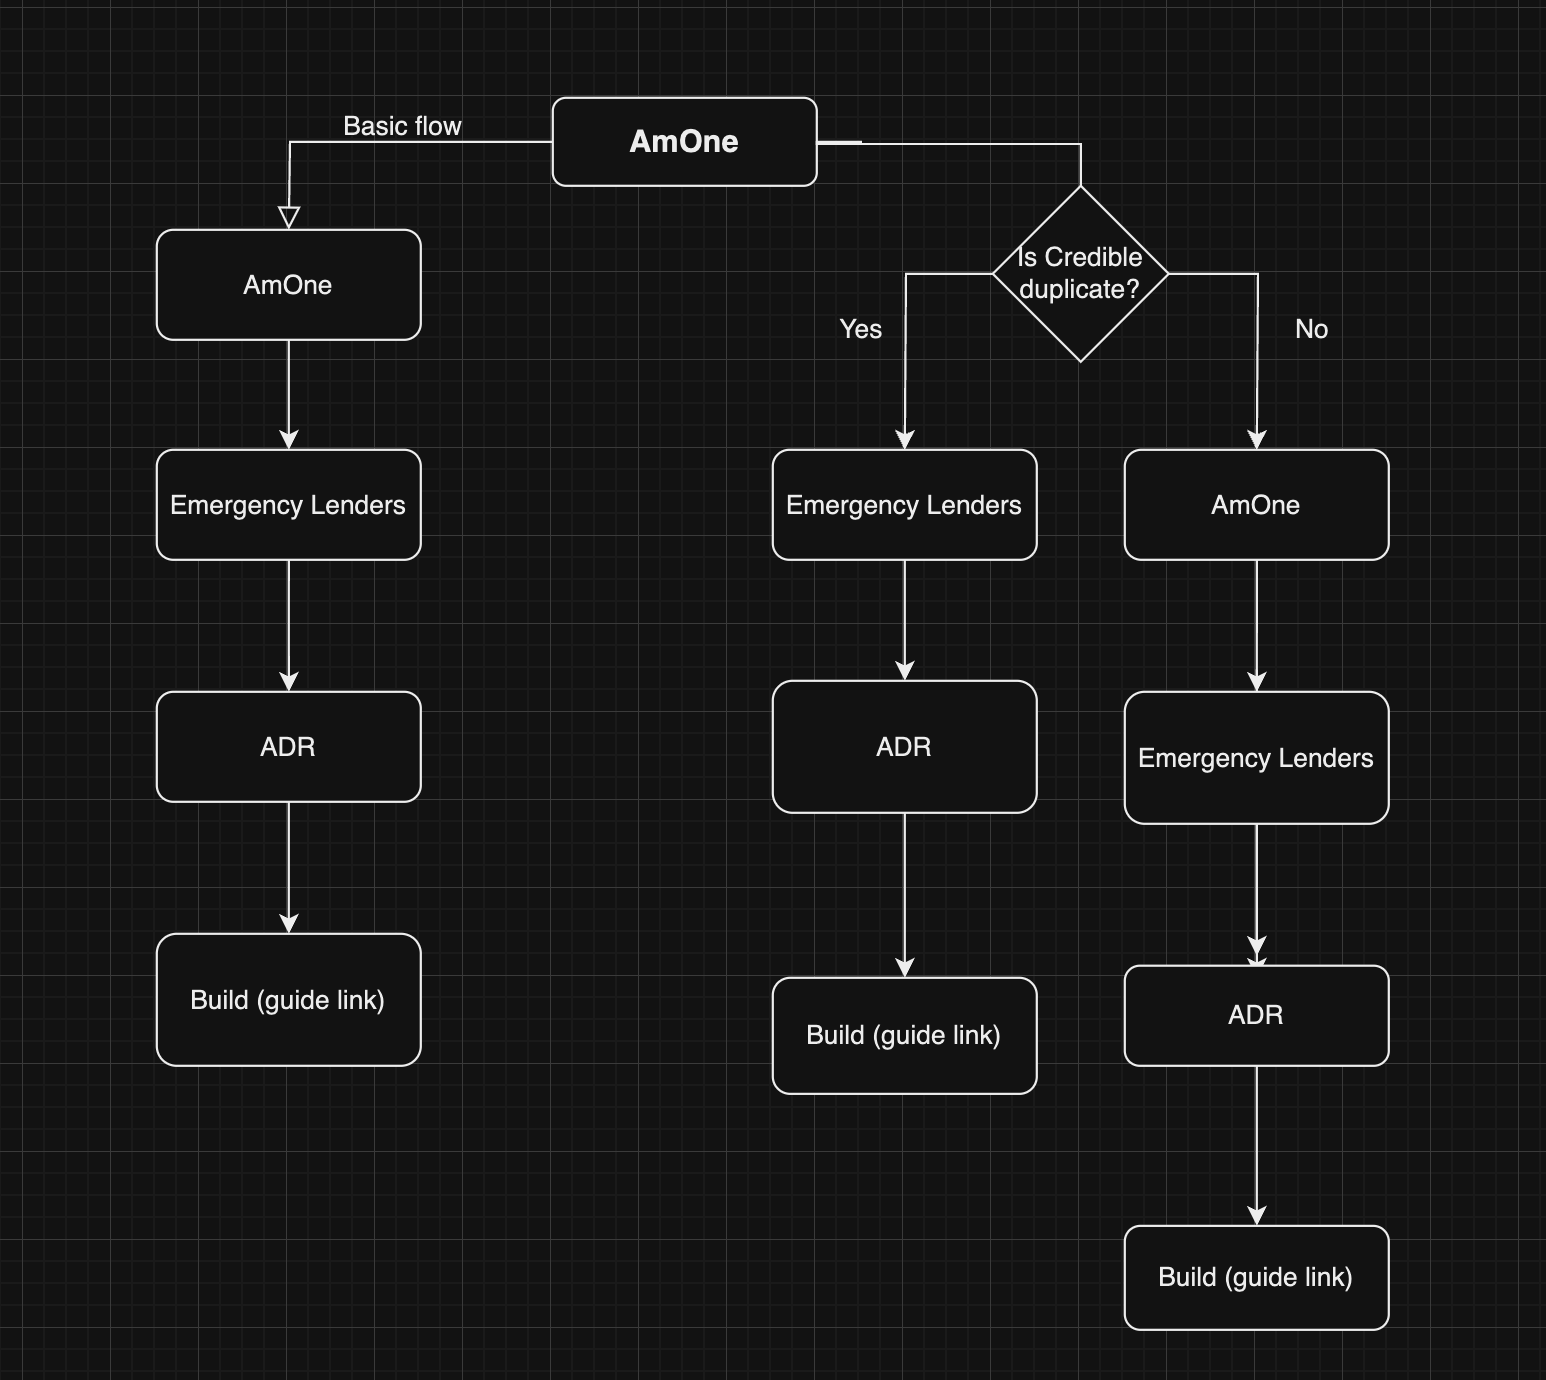 Basic flow
AmOne
AmOne
Is Credible
duplicate?
Yes
No
Emergency Lenders
Emergency Lenders
AmOne
ADR
ADR
Emergency Lenders
Build (guide link)
Build (guide link)
ADR
Build (guide link)